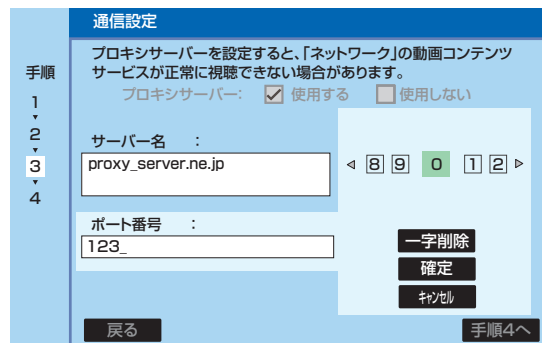 通信設定
手順
1
2
3
4
プロキシサーバーを設定すると、「ネットワーク」の動画コンテンツ
サービスが正常に視聴できない場合があります。
プロキシサーバー: 使用する 使用しない
サーバー名 :
proxy_server.ne.jp
ポート番号 :
123_
8 9 0 1 2
一字削除
確定
キャンセル
戻る
手順4へ